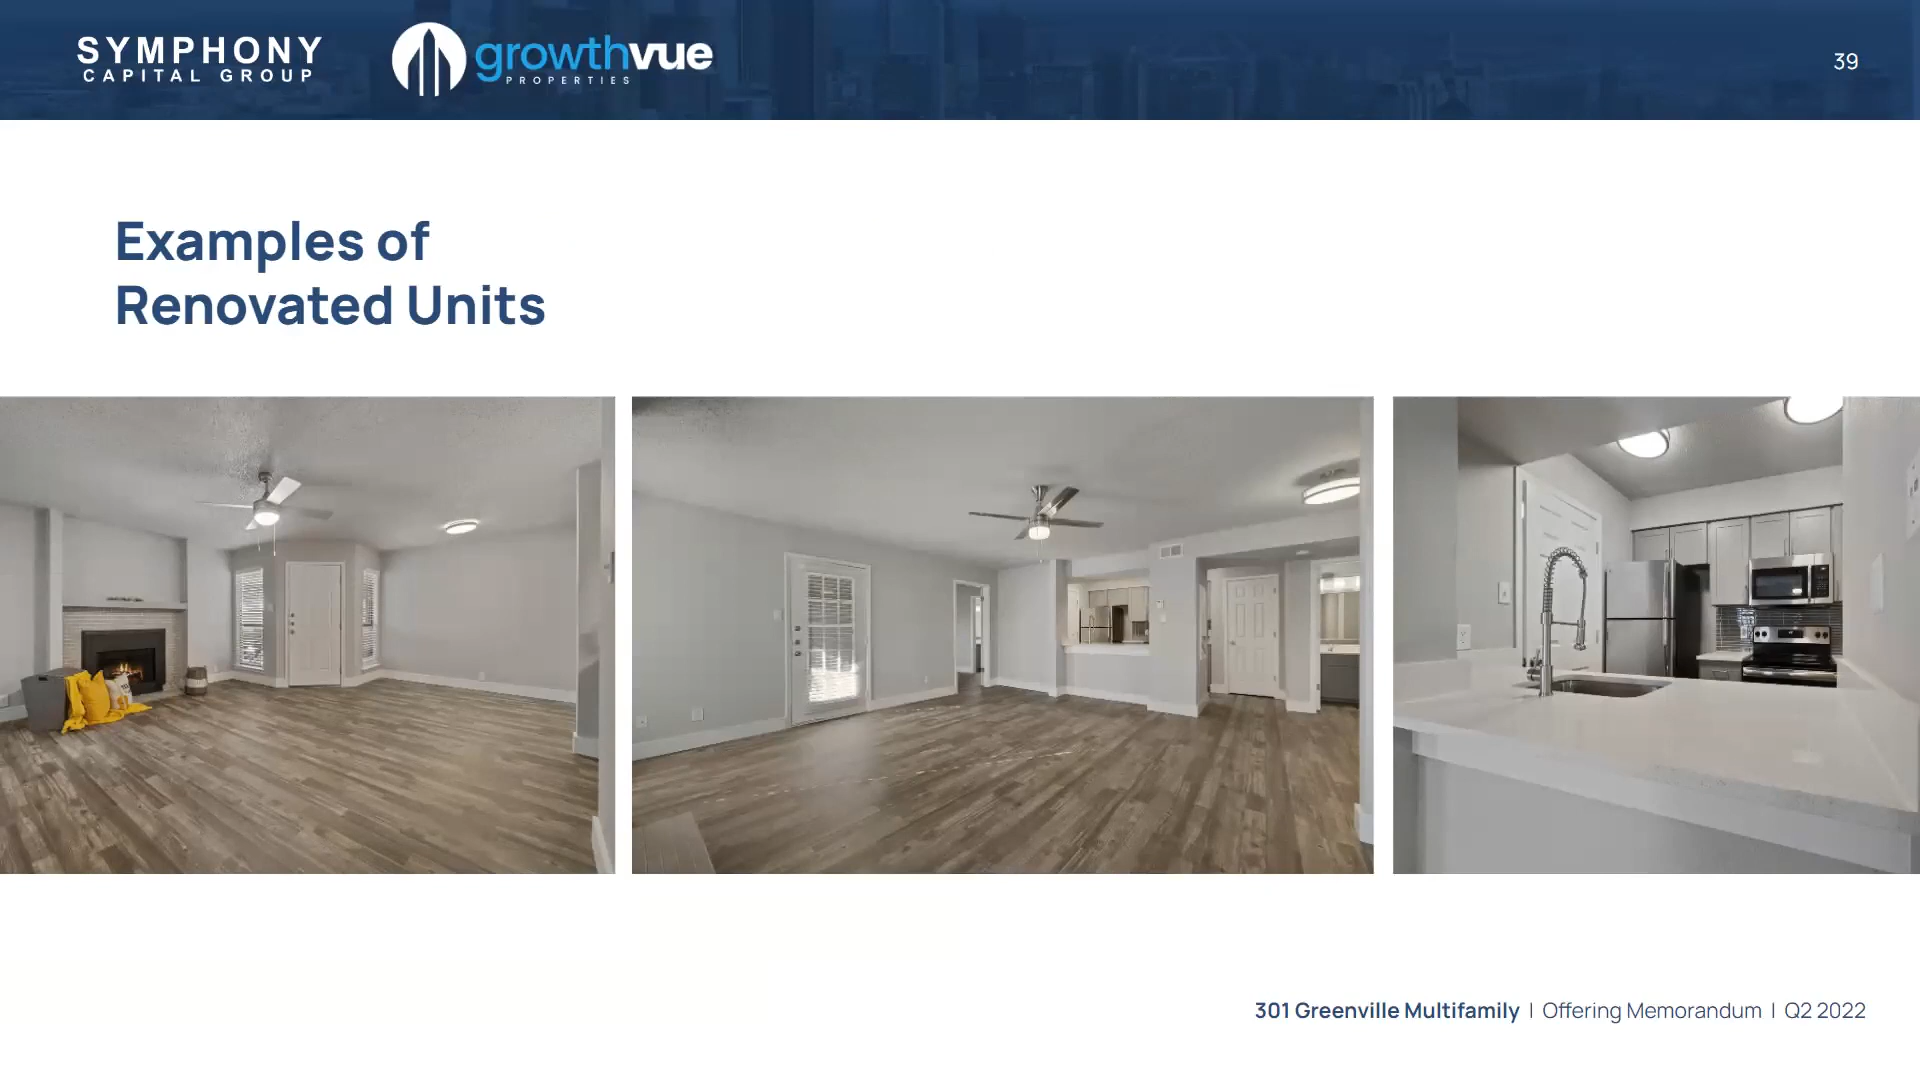 SYMPHONY
CAPITAL GROUP
growthvue
PROPERTIES
39
Examples of
Renovated Units
301 Greenville Multifamily | Offering Memorandum | Q2 2022